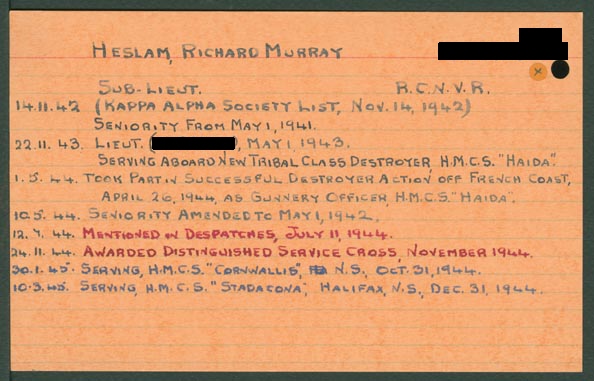 HESLAM, RICHARD MURRAY
SUB-LIEUT. R.C.N.V.R.
14.11.42 (KAPPA ALPHA SOCIETY LIST, NOV. 14, 1942)
SENIORITY FROM MAY 1, 1941.
22.11.43. LIEUT. ( ), MAY 1, 1943.
SERVING ABOARD NEW TRIBAL CLASS DESTROYER H.M.C.S. "HAIDA".
1.5.44. TOOK PART IN SUCCESSFUL DESTROYER ACTION OFF FRENCH COAST,
APRIL 26, 1944, AS GUNNERY OFFICER, H.M.C.S. "HAIDA".
10.5.44. SENIORITY AMENDED TO MAY 1, 1942.
12.7.44. MENTIONED IN DESPATCHES, JULY 11, 1944.
24.11.44. AWARDED DISTINGUISHED SERVICE CROSS, NOVEMBER 1944.
30.1.45. SERVING, H.M.C.S. "CORNWALLIS", N.S., OCT. 31, 1944.
10.3.45. SERVING, H.M.C.S. "STADACONA", HALIFAX, N.S., DEC. 31, 1944.